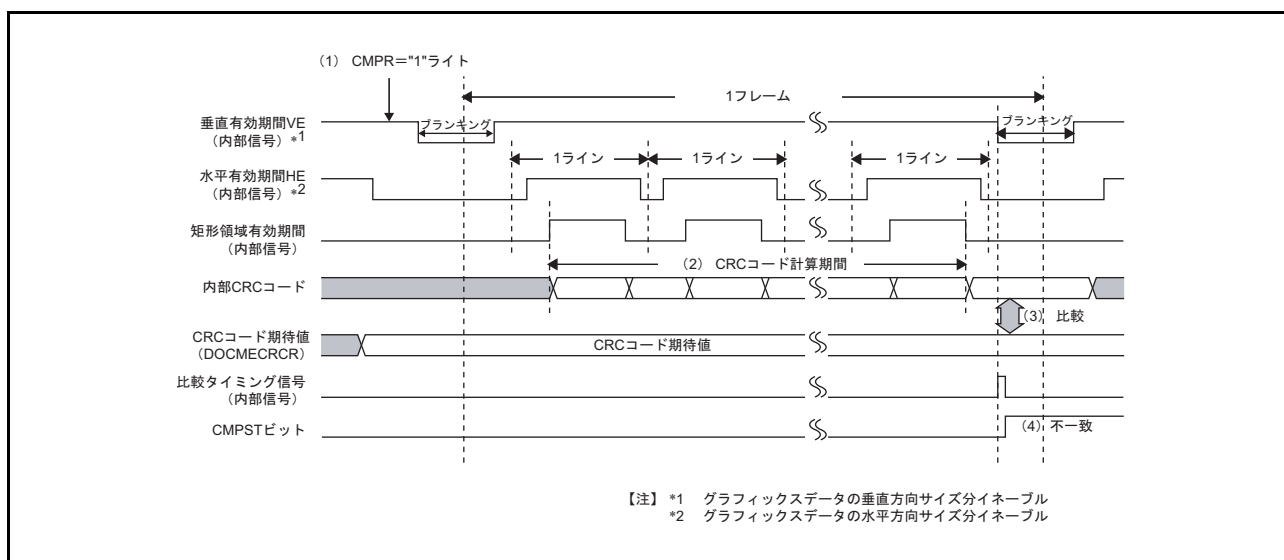 (1) CMPR="1"ライト
1フレーム
垂直有効期間VE
（内部信号）*1
ブランキング
ブランキング
1ライン
1ライン
1ライン
水平有効期間HE
（内部信号）*2
矩形領域有効期間
（内部信号）
(2) CRCコード計算期間
内部CRCコード
(3) 比較
CRCコード期待値
（DOCMECRCR）
CRCコード期待値
比較タイミング信号
（内部信号）
CMPSTビット
(4) 不一致
【注】 *1 グラフィックスデータの垂直方向サイズ分イネーブル
*2 グラフィックスデータの水平方向サイズ分イネーブル